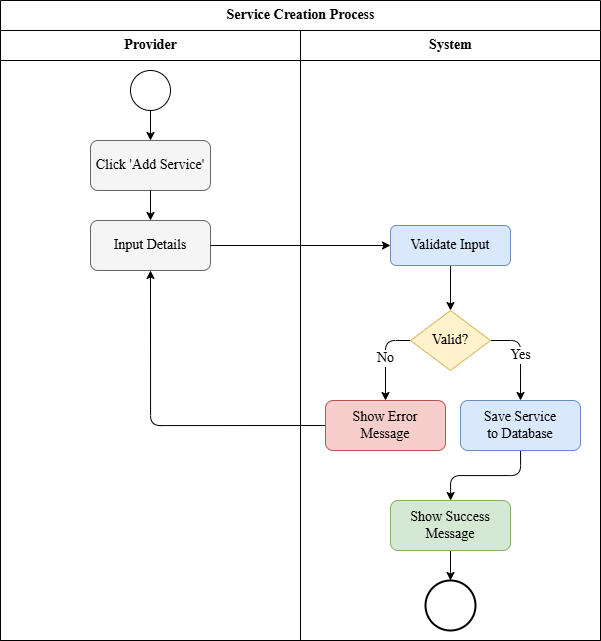 Service Creation Process
Provider
System
Click 'Add Service'
Input Details
Validate Input
Valid?
No
Yes
Show Error
Message
Save Service
to Database
Show Success
Message